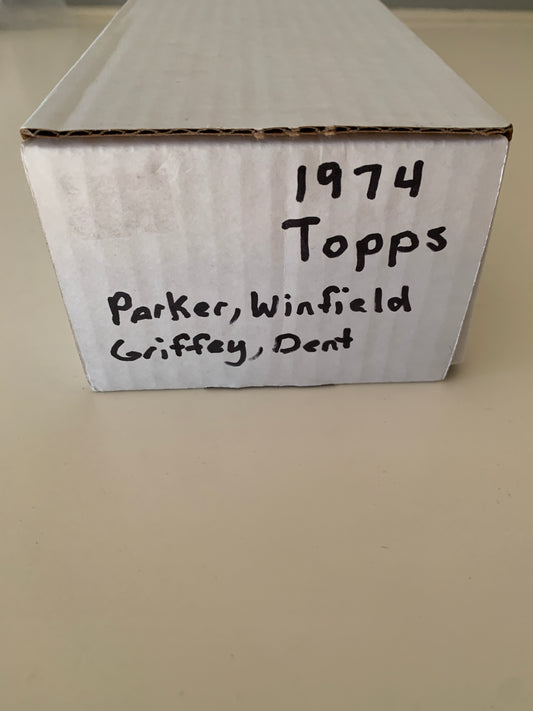 1974
Topps
Parker, Winfield
Griffey, Dent